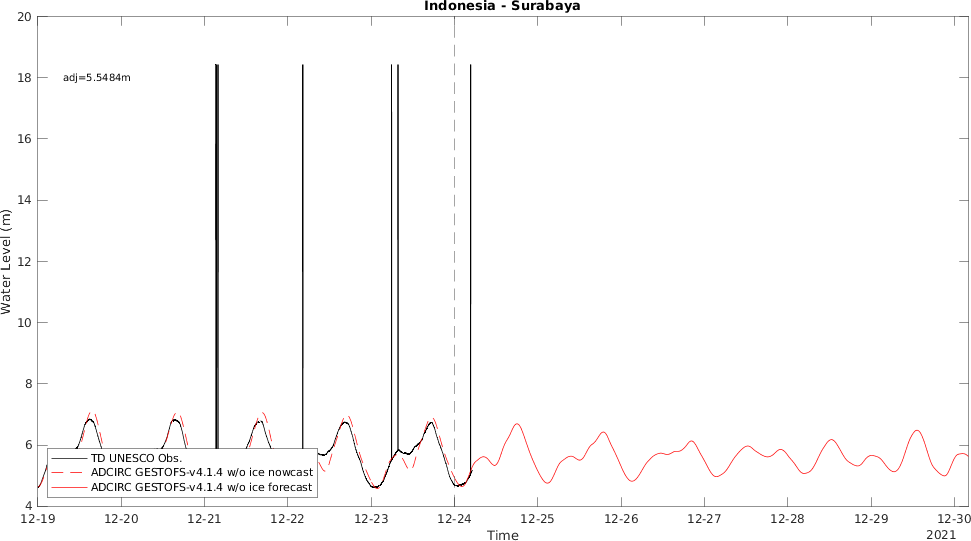 Indonesia - Surabaya
20
18
16
14
12
10
8
6
4
Water Level (m)
adj=5.5484m
TD UNESCO Obs.
ADCIRC GESTOFS-v4.1.4 w/o ice nowcast
ADCIRC GESTOFS-v4.1.4 w/o ice forecast
12-19 12-20 12-21 12-22 12-23 12-24 12-25 12-26 12-27 12-28 12-29 12-30
Time
2021